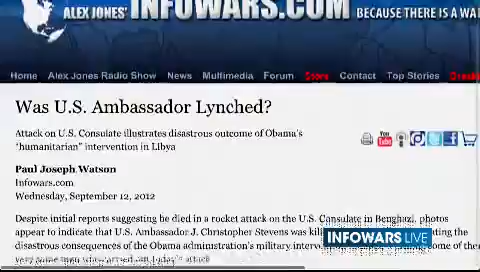 ALEX JONES' INFOWARS.COM BECAUSE THERE IS A WA
Home Alex Jones Radio Show News Multimedia Forum Store Contact Top Stories
Was U.S. Ambassador Lynched?
Attack on U.S. Consulate illustrates disastrous outcome of Obama's
“humanitarian” intervention in Libya
Paul Joseph Watson
Infowars.com
Wednesday, September 12, 2012
Despite initial reports suggesting he died in a rocket attack on the U.S. Consulate in Benghazi, photos
appear to indicate that U.S. Ambassador J. Christopher Stevens was
disastrous consequences of the Obama administration's military
INFOWARS LIVE